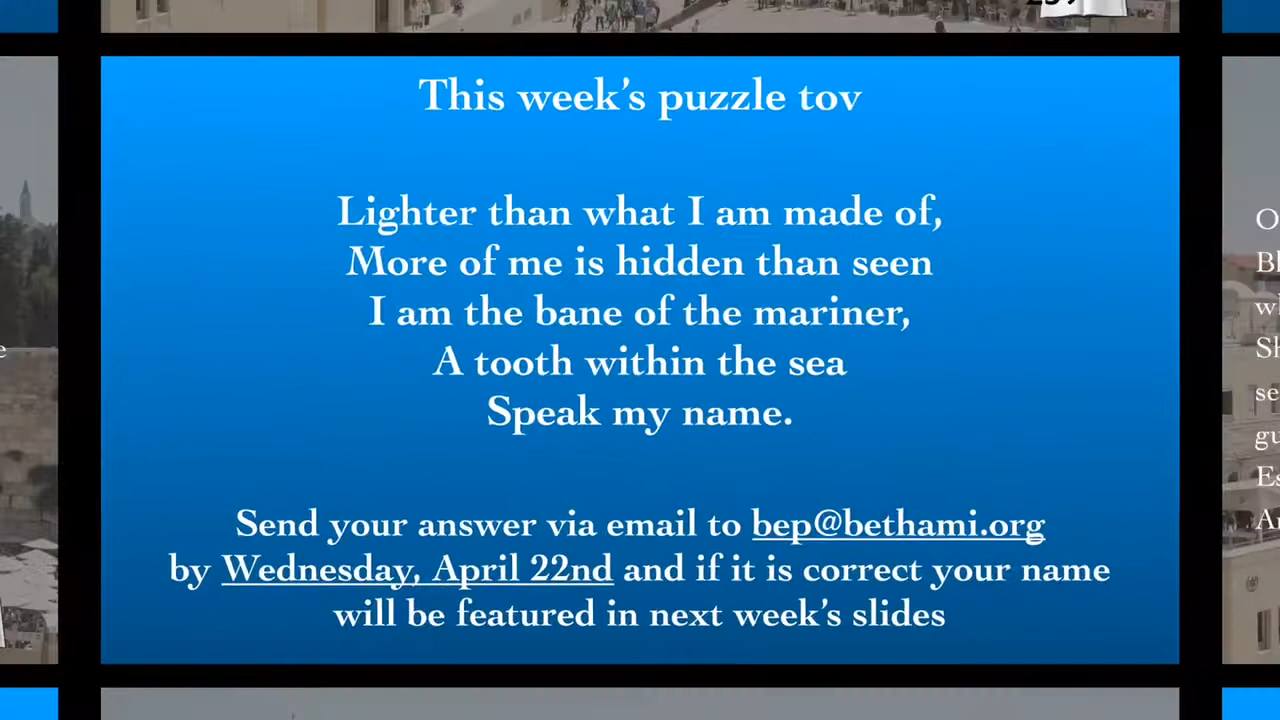 This week's puzzle tov
Lighter than what I am made of,
More of me is hidden than seen
I am the bane of the mariner,
A tooth within the sea
Speak my name.
Send your answer via email to bep@bethami.org
by Wednesday, April 22nd and if it is correct your name
will be featured in next week's slides